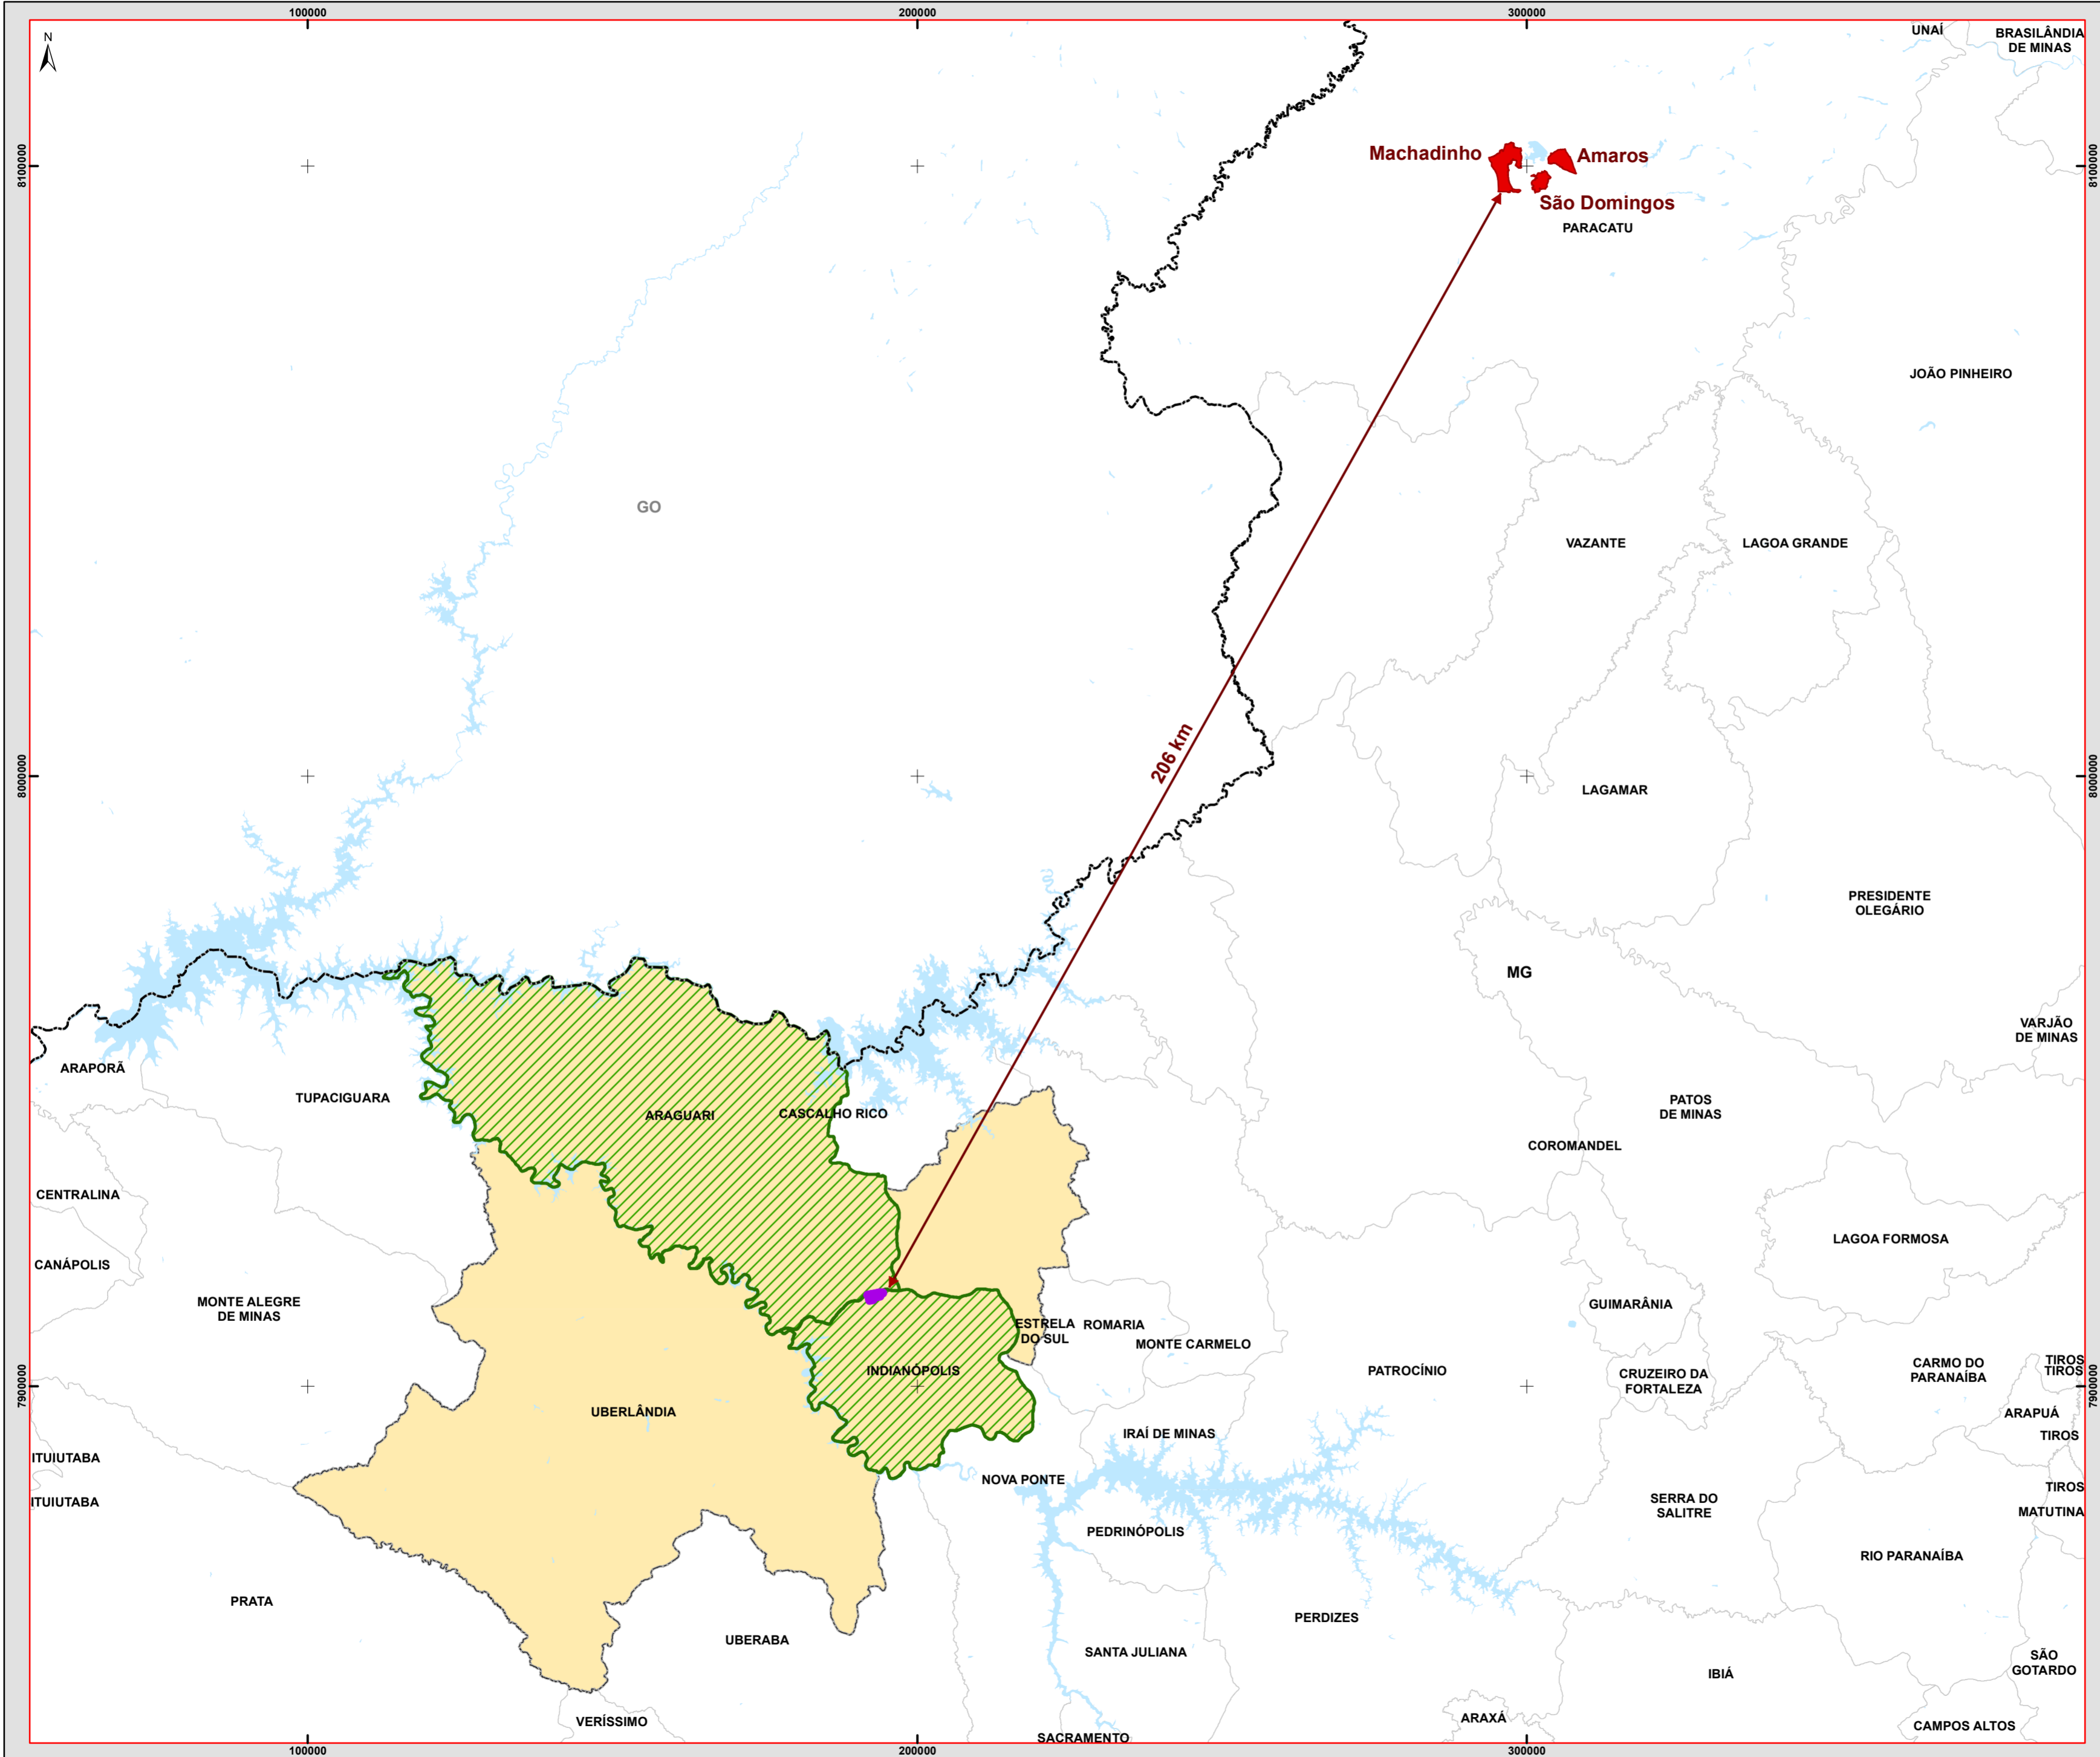 100000
200000
300000
N
UNAÍ
BRASILÂNDIA
DE MINAS
8100000
8100000
Machadinho
Amaros
São Domingos
PARACATU
JOÃO PINHEIRO
GO
VAZANTE
LAGOA GRANDE
206 km
8000000
8000000
LAGAMAR
PRESIDENTE
OLEGÁRIO
MG
VARJÃO
DE MINAS
ARAPORÃ
TUPACIGUARA
ARAGUARI
CASCALHO RICO
PATOS
DE MINAS
COROMANDEL
CENTRALINA
LAGOA FORMOSA
CANÁPOLIS
MONTE ALEGRE
DE MINAS
GUIMARÂNIA
ESTRELA
DO SUL
ROMARIA
MONTE CARMELO
INDIANÓPOLIS
PATROCÍNIO
CRUZEIRO DA
FORTALEZA
CARMO DO
PARANAÍBA
TIROS
TIROS
7900000
7900000
UBERLÂNDIA
ARAPUÁ
IRAÍ DE MINAS
TIROS
ITUIUTABA
NOVA PONTE
TIROS
ITUIUTABA
SERRA DO
SALITRE
MATUTINA
PEDRINÓPOLIS
RIO PARANAÍBA
PRATA
PERDIZES
UBERABA
SANTA JULIANA
SÃO
GOTARDO
IBIÁ
VERÍSSIMO
ARAXÁ
CAMPOS ALTOS
SACRAMENTO
100000
200000
300000